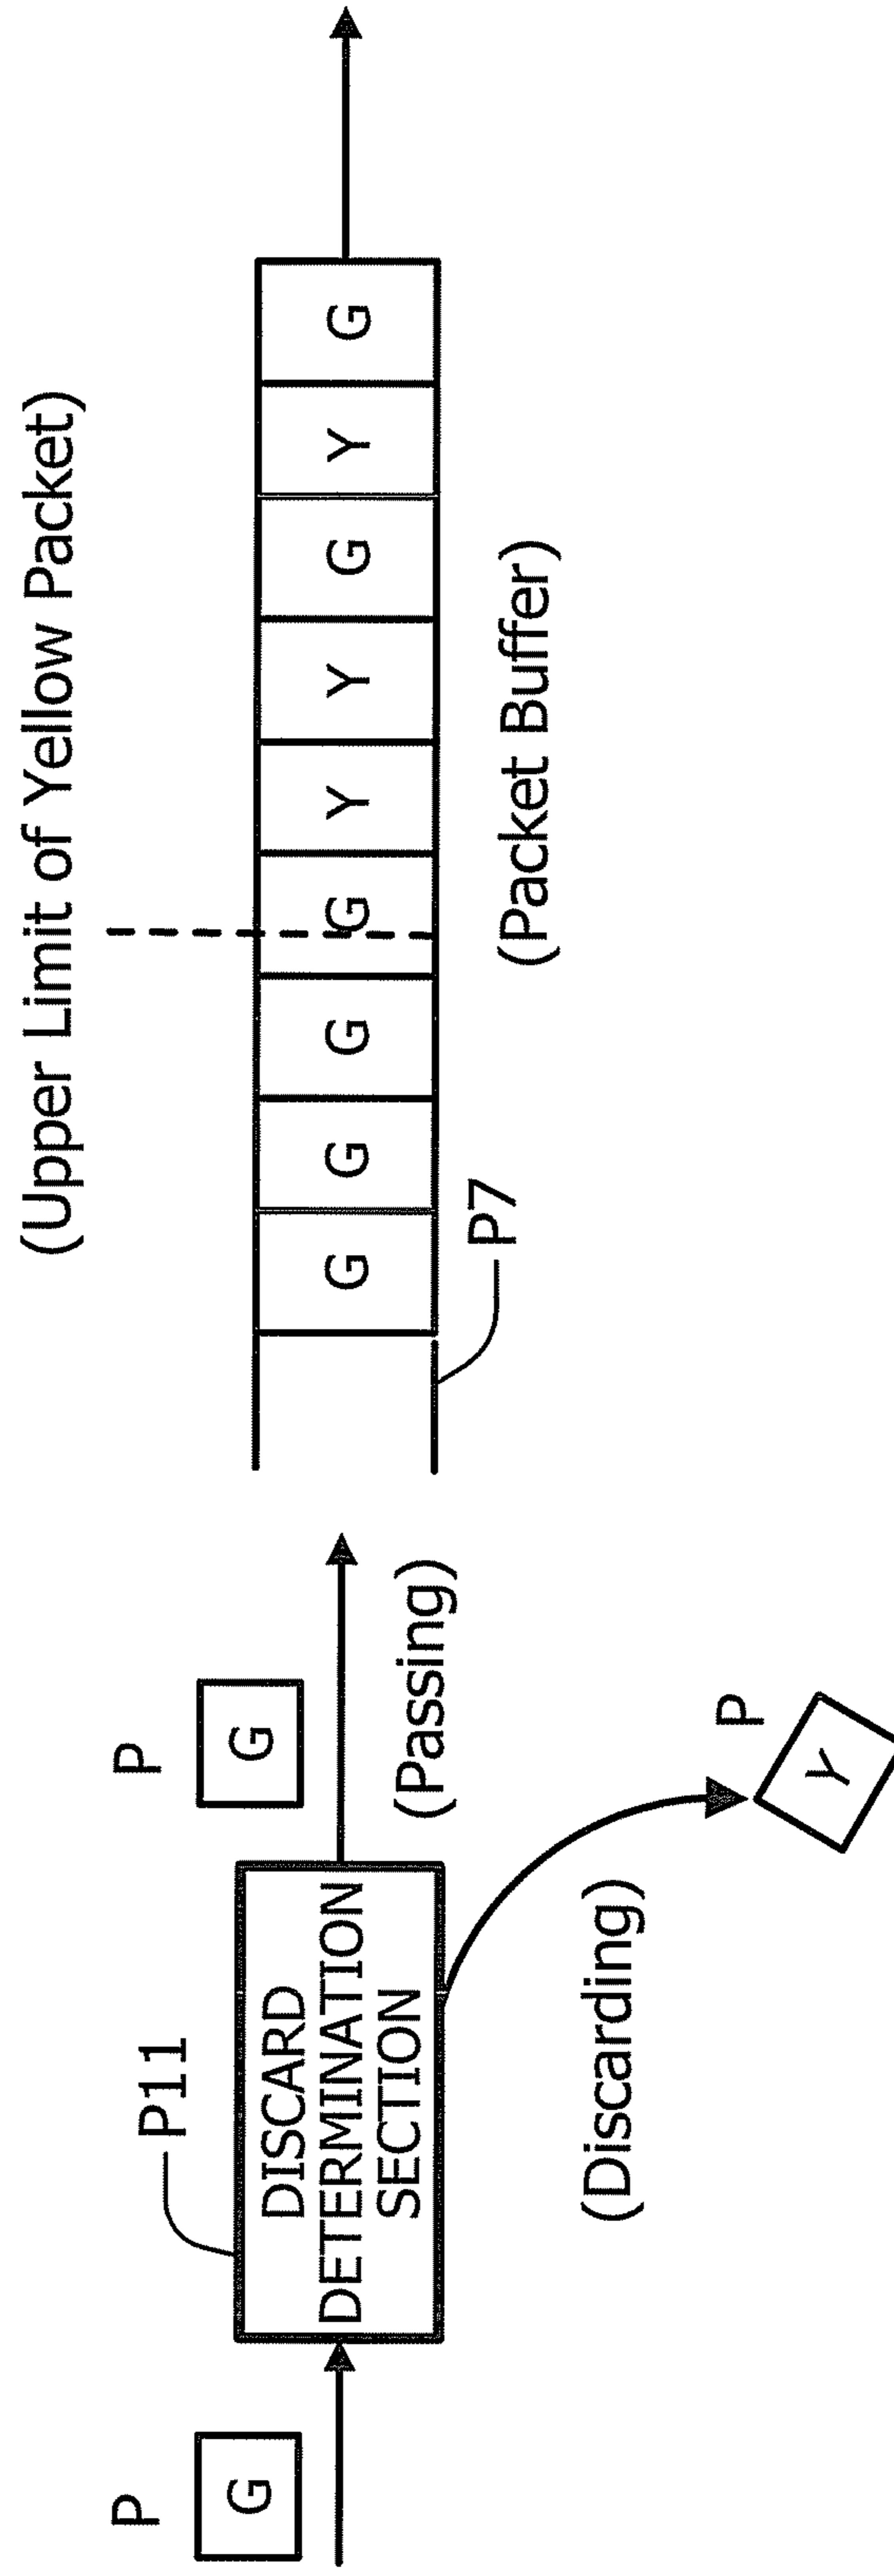 (Upper Limit of Yellow Packet)
P
P11
P
G
DISCARD
DETERMINATION
SECTION
G
(Passing)
G G G G Y Y G Y G
P7
(Packet Buffer)
(Discarding)
P
Y